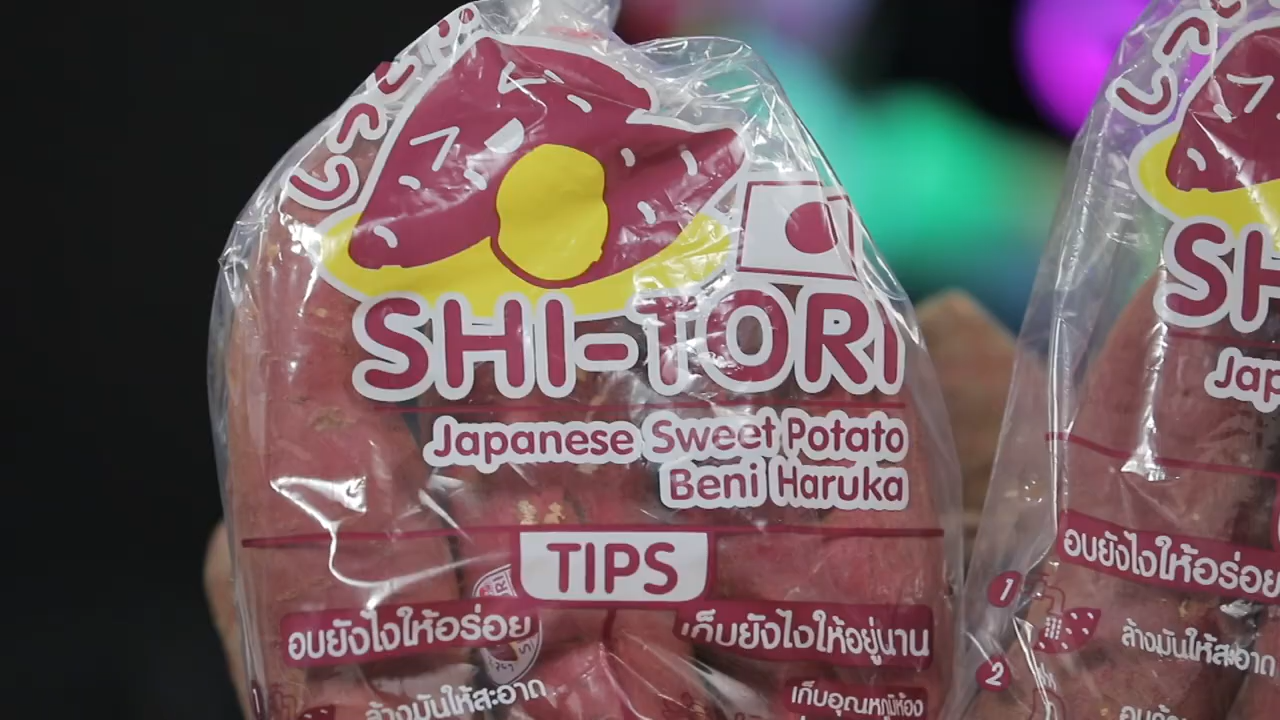 しっとり
SHI-TORI
Japanese Sweet Potato
Beni Haruka
TIPS
อบยังไงให้อร่อย
เก็บยังไงให้อยู่นาน
ล้างมันให้สะอาด
เก็บอุณหภูมิห้อง
SH
Jap
อบยังไงให้อร่อย
1
ล้างมันให้สะอาด
2